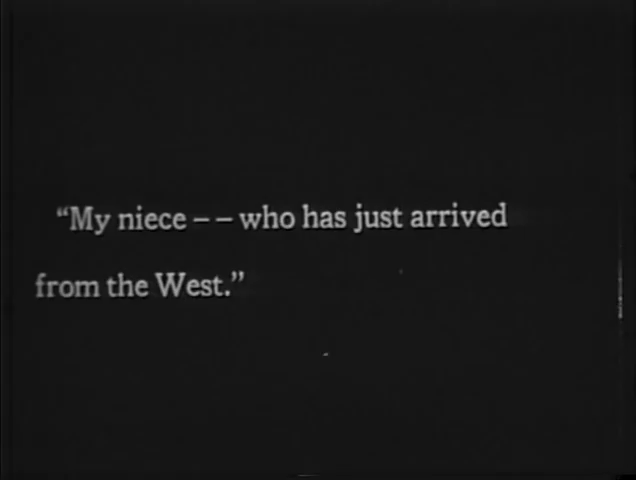 “My niece – – who has just arrived
from the West.”